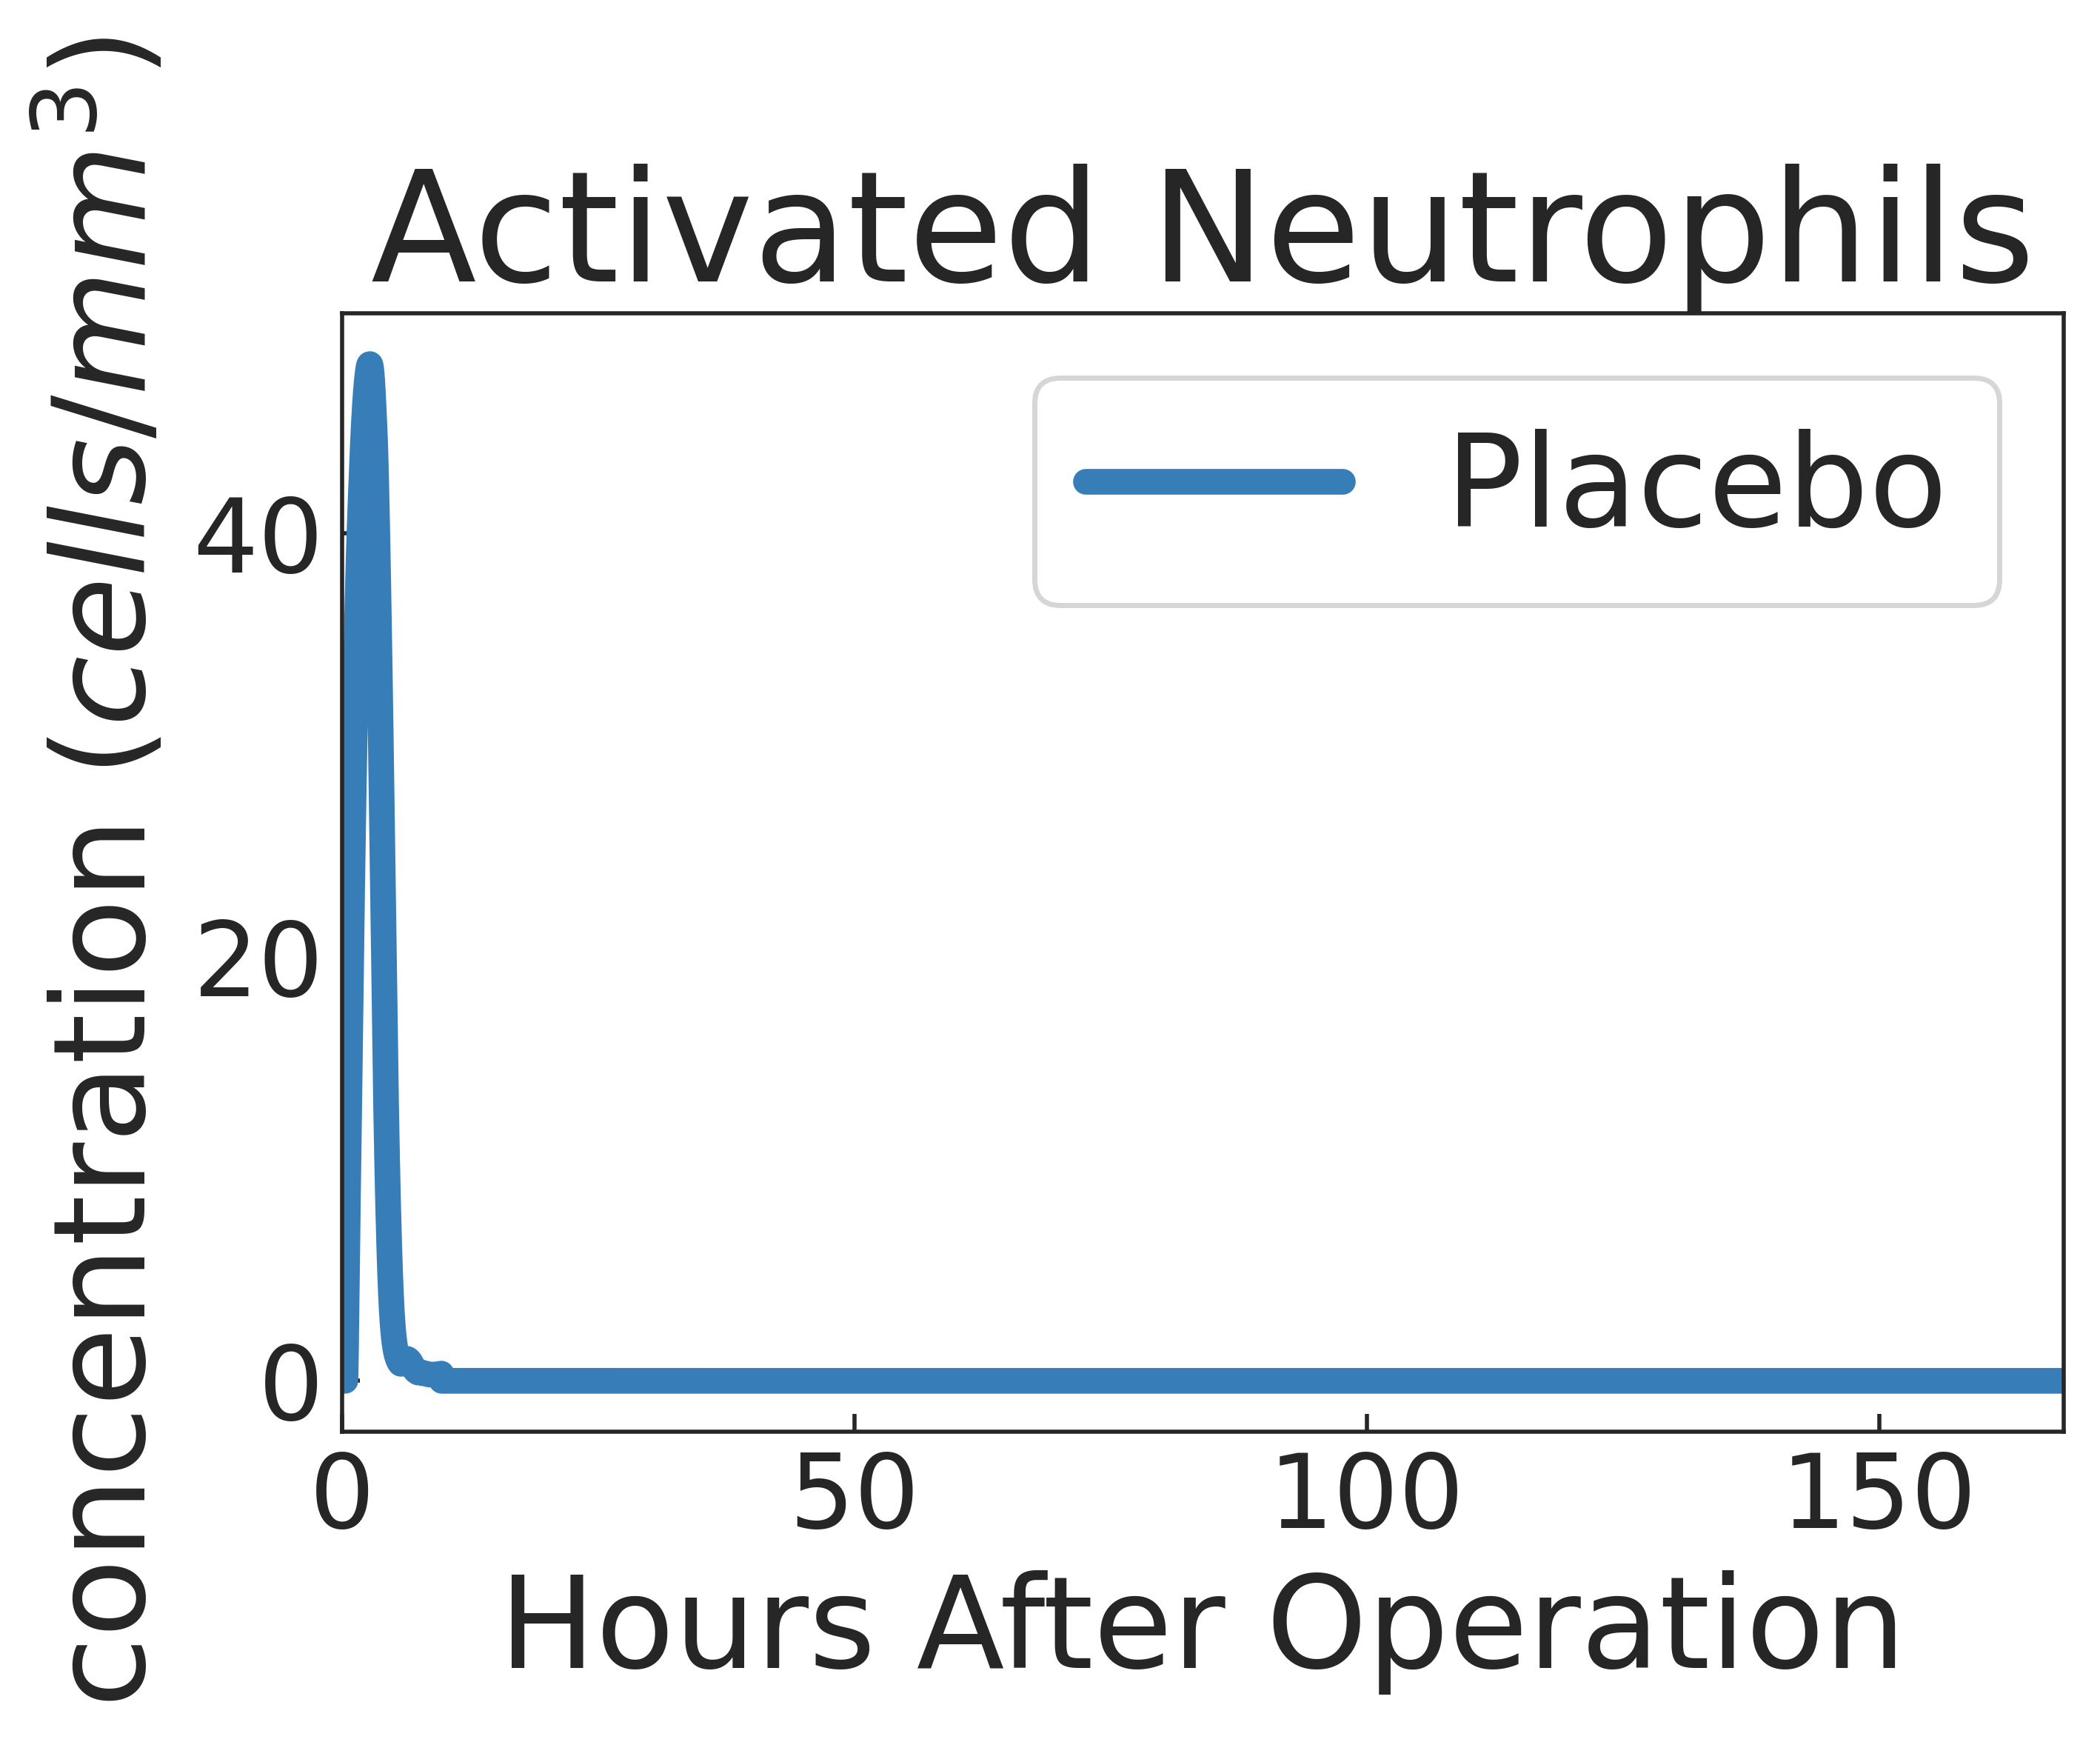 Activated Neutrophils
concentration (cells/mm³)
Placebo
40
20
0
0 50 100 150
Hours After Operation